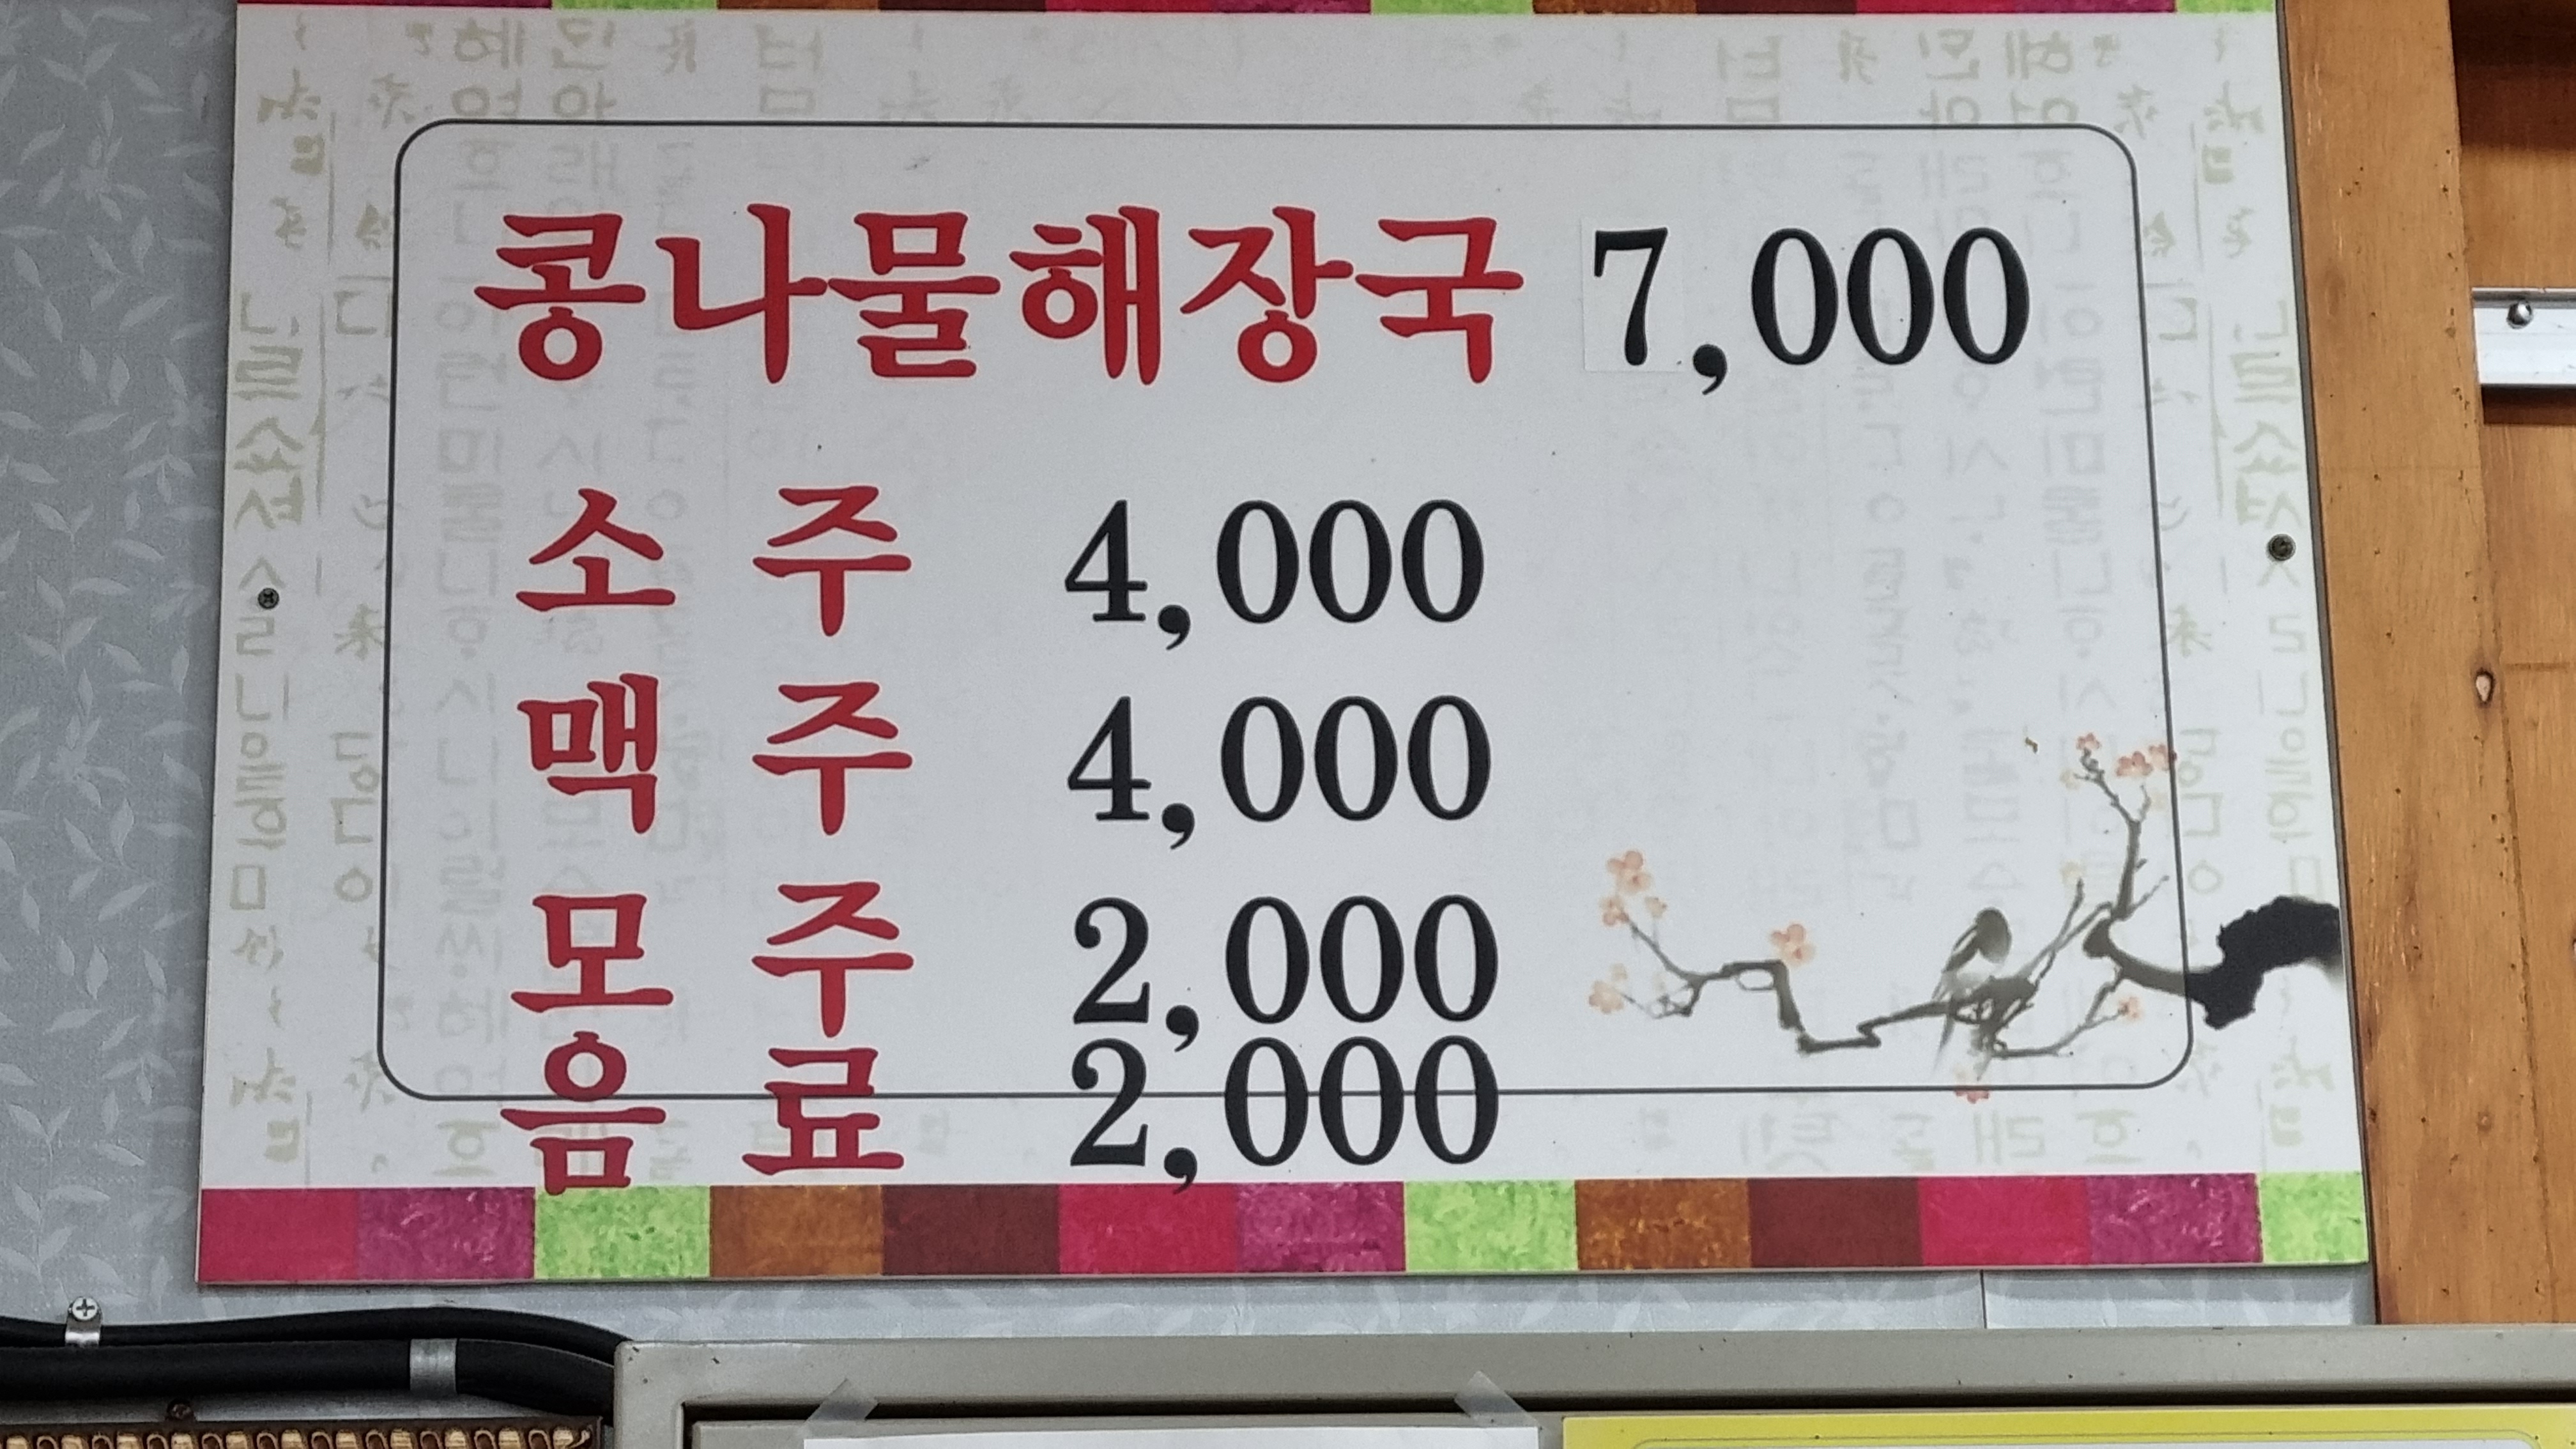 콩나물해장국 7,000
소 주 4,000
맥 주 4,000
모 주 2,000
음 료 2,000